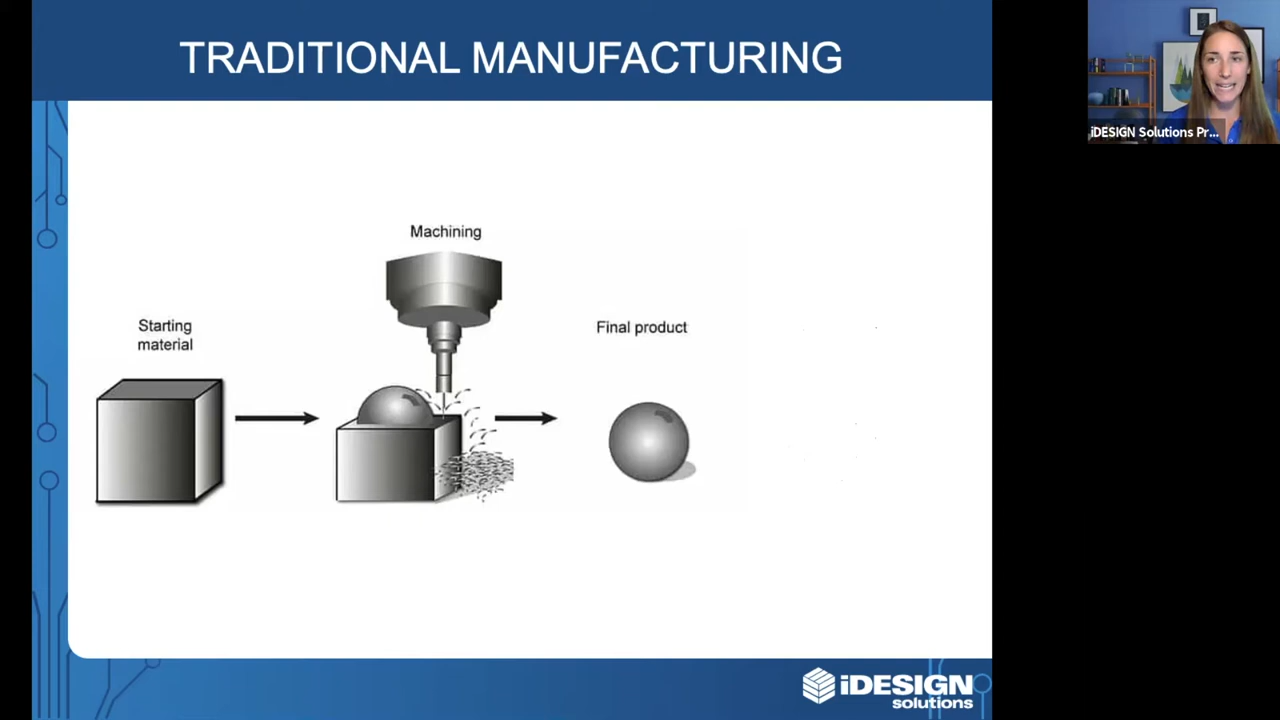 TRADITIONAL MANUFACTURING
iDESIGN Solutions Pr...
Machining
Starting
material
Final product
iDESIGN
solutions